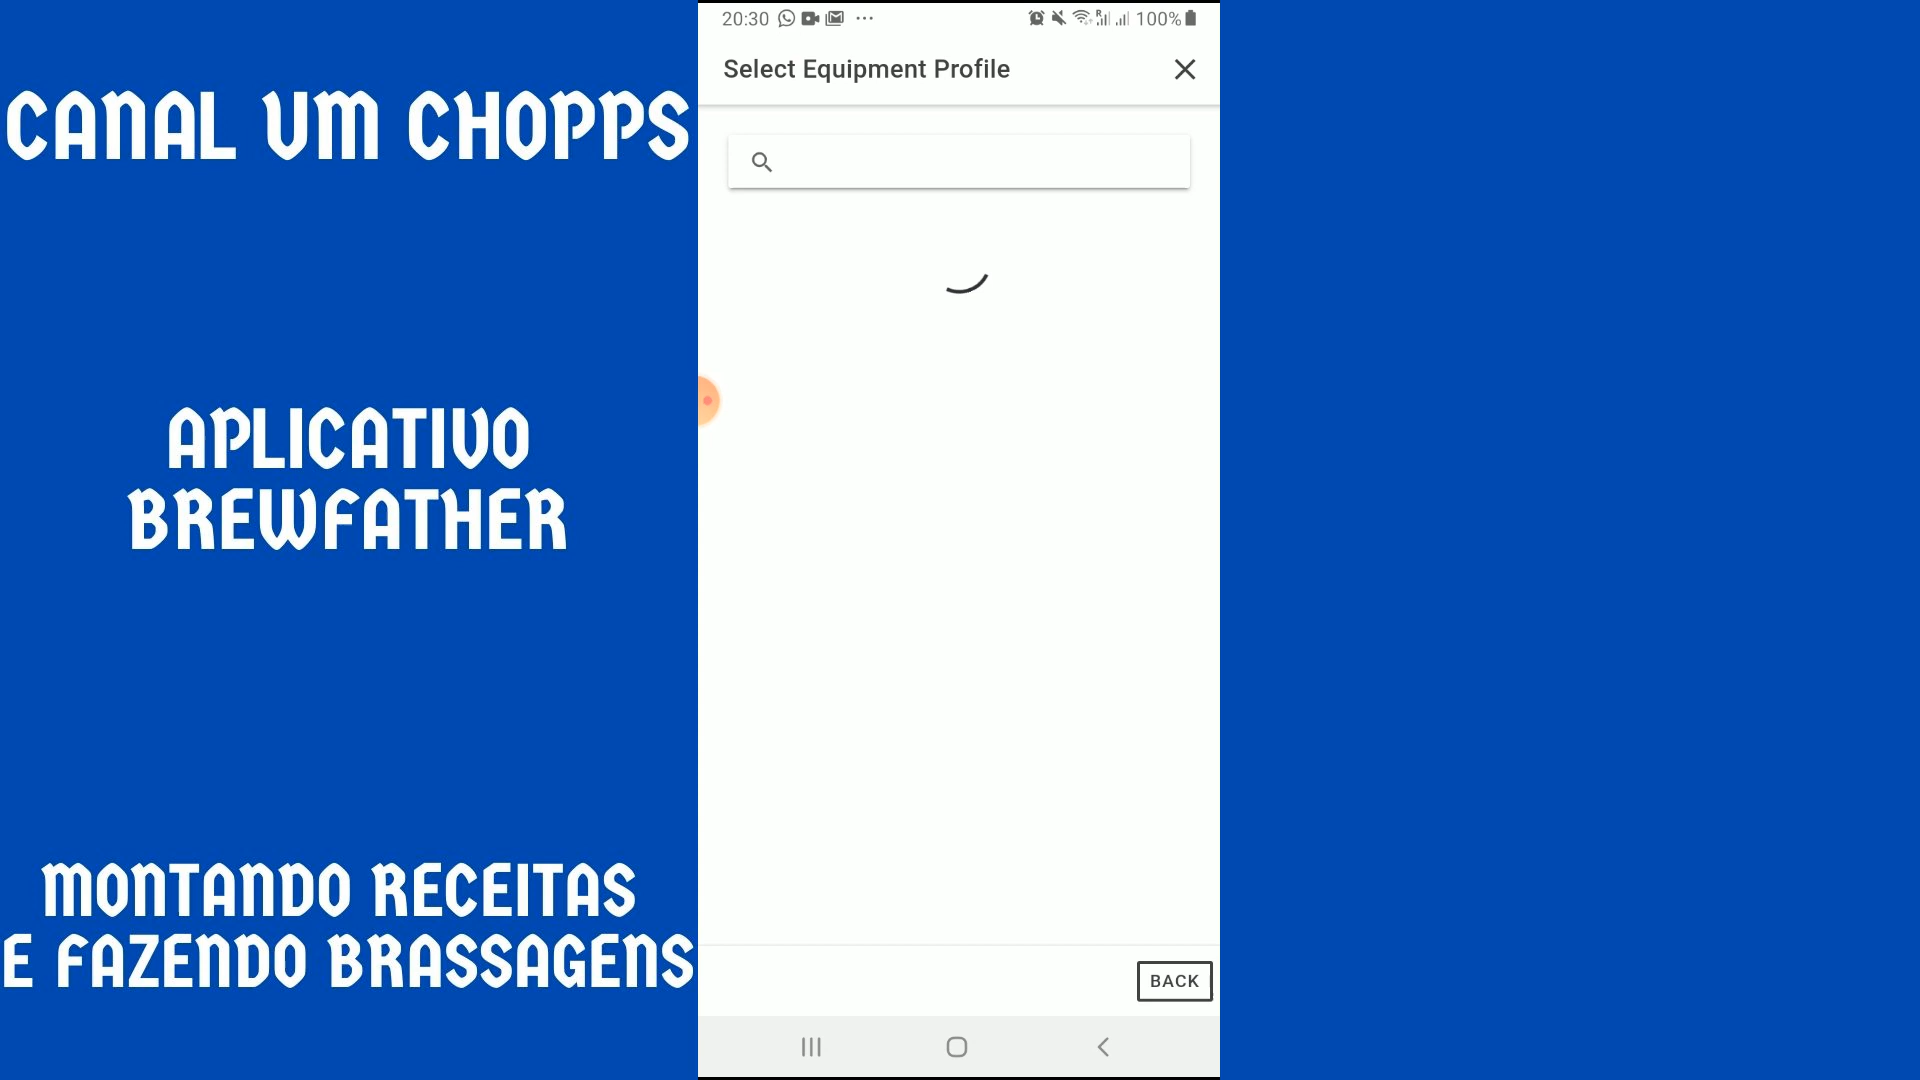 CANAL UM CHOPPS
APLICATIVO
BREWFATHER
MONTANDO RECEITAS
E FAZENDO BRASSAGENS
20:30
100%
Select Equipment Profile
BACK